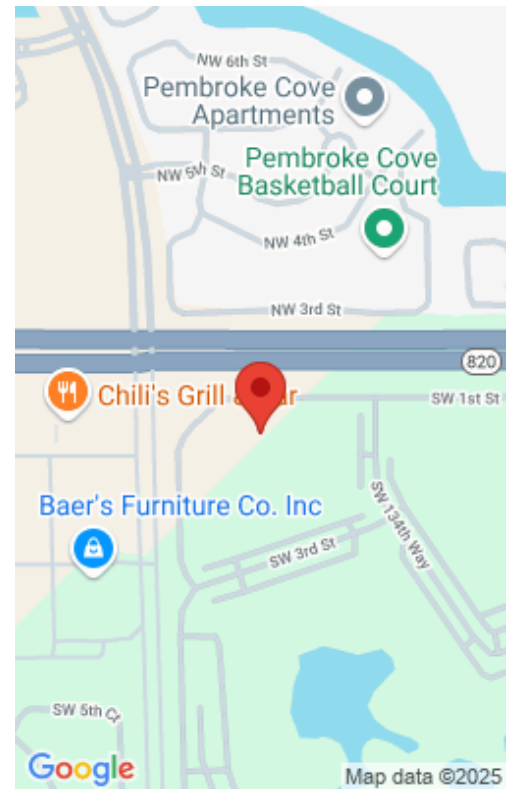 NW 6th St
Pembroke Cove
Apartments
NW 5th St
Pembroke Cove
Basketball Court
NW 4th St
NW 3rd St
820
Chili's Grill & Bar
SW 1st St
Baer's Furniture Co. Inc
SW 134th Way
SW 3rd St
SW 5th Ct
Google
Map data ©2025